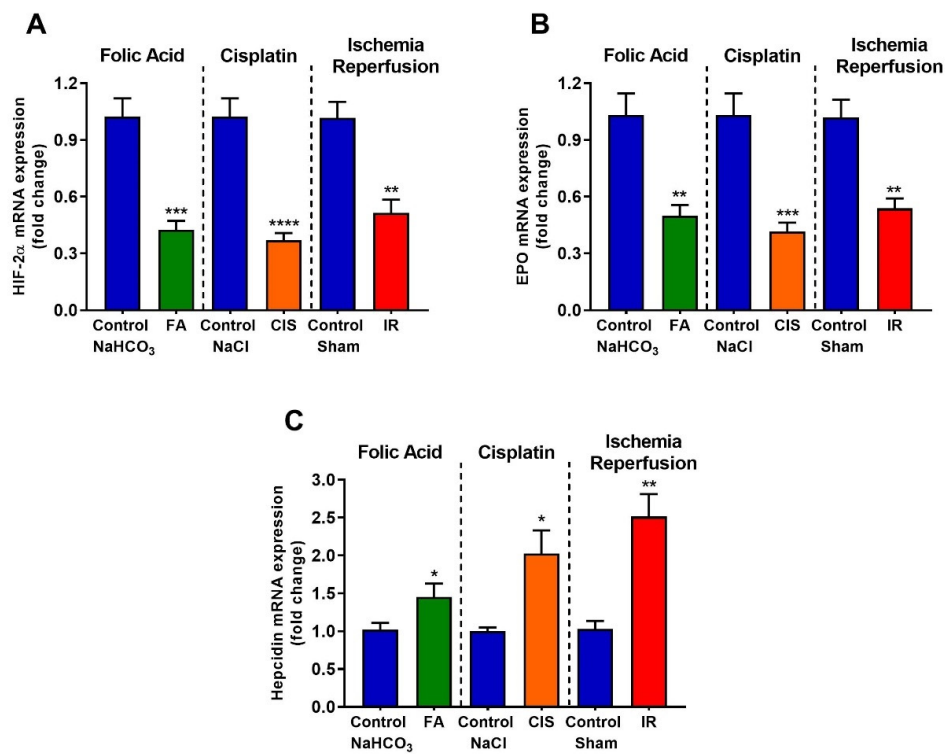 A
Folic Acid
Cisplatin
Ischemia
Reperfusion
HIF-2α mRNA expression
(fold change)
1.2
0.9
0.6
0.3
0.0
***
****
**
Control FA Control CIS Control IR
NaHCO₃ NaCl Sham
B
Folic Acid
Cisplatin
Ischemia
Reperfusion
EPO mRNA expression
(fold change)
1.2
0.9
0.6
0.3
0.0
**
***
**
Control FA Control CIS Control IR
NaHCO₃ NaCl Sham
C
Folic Acid
Cisplatin
Ischemia
Reperfusion
Hepcidin mRNA expression
(fold change)
3.0
2.5
2.0
1.5
1.0
0.5
0.0
*
*
**
Control FA Control CIS Control IR
NaHCO₃ NaCl Sham